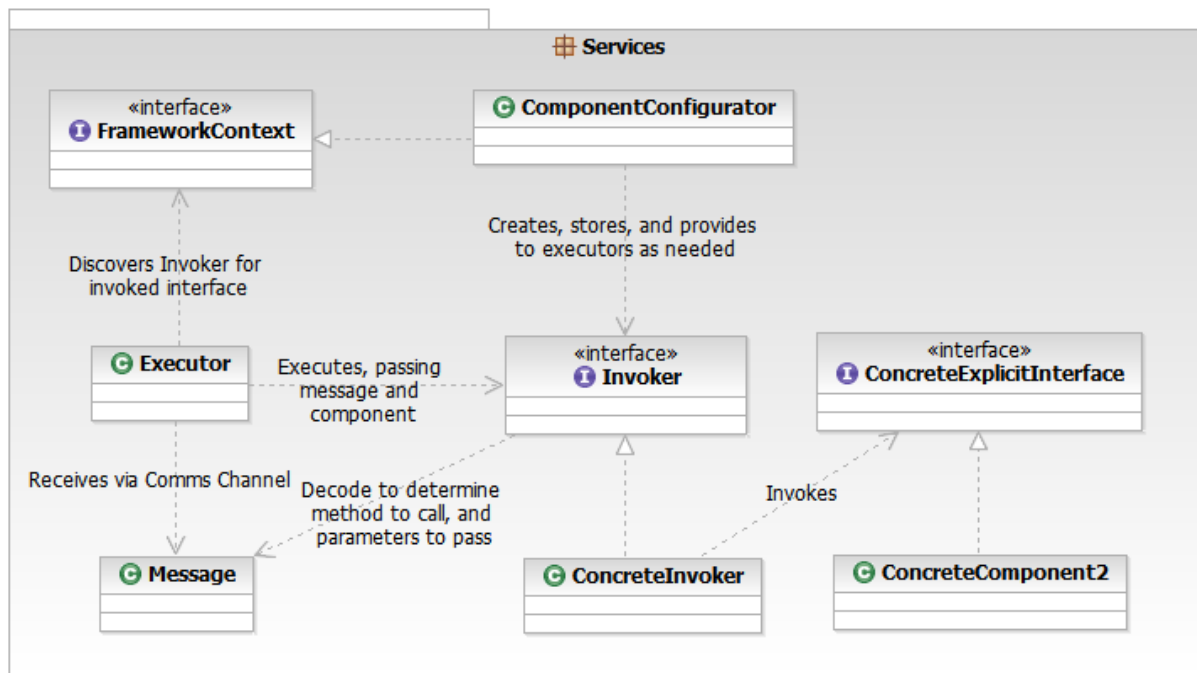 Services
«interface»
FrameworkContext
ComponentConfigurator
Creates, stores, and provides
to executors as needed
Discovers Invoker for
invoked interface
Executor
Executes, passing
message and
component
«interface»
Invoker
«interface»
ConcreteExplicitInterface
Receives via Comms Channel
Decode to determine
method to call, and
parameters to pass
Invokes
Message
ConcreteInvoker
ConcreteComponent2